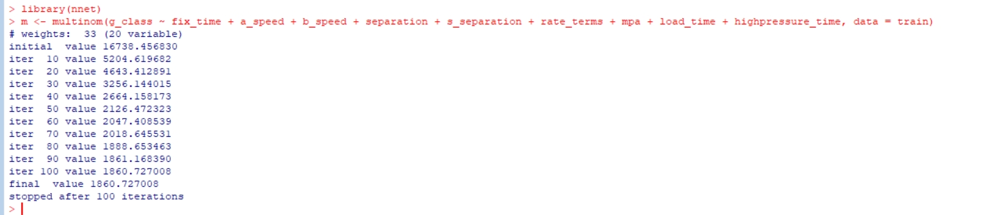 > library(nnet)
> m <- multinom(g_class ~ fix_time + a_speed + b_speed + separation + s_separation + rate_terms + mpa + load_time + highpressure_time, data = train)
# weights:  33 (20 variable)
initial  value 16738.456830
iter  10 value 5204.619682
iter  20 value 4643.412891
iter  30 value 3256.144015
iter  40 value 2664.158173
iter  50 value 2126.472323
iter  60 value 2047.408539
iter  70 value 2018.645531
iter  80 value 1888.653463
iter  90 value 1861.168390
iter 100 value 1860.727008
final  value 1860.727008
stopped after 100 iterations
>